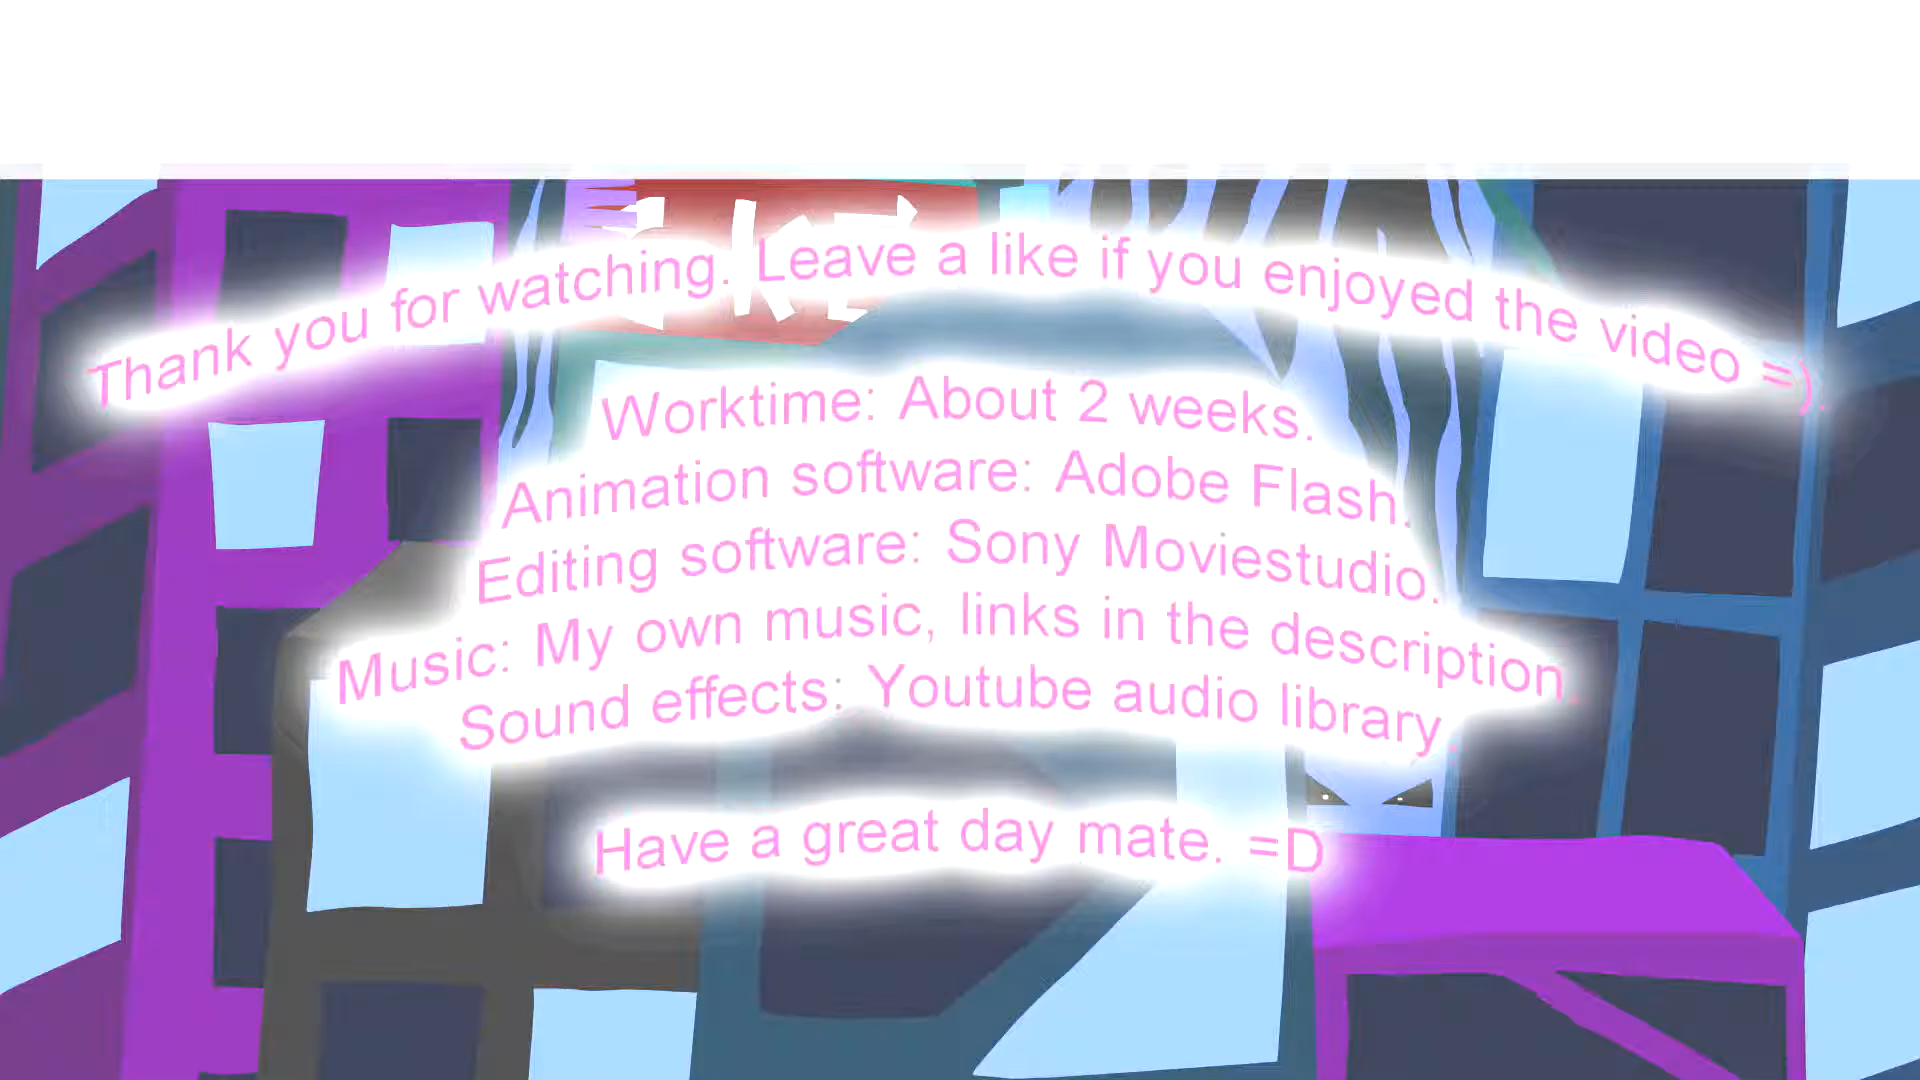 Thank you for watching. Leave a like if you enjoyed the video =).
Worktime: About 2 weeks.
Animation software: Adobe Flash.
Editing software: Sony Moviestudio.
Music: My own music, links in the description.
Sound effects: Youtube audio library.
Have a great day mate. =D